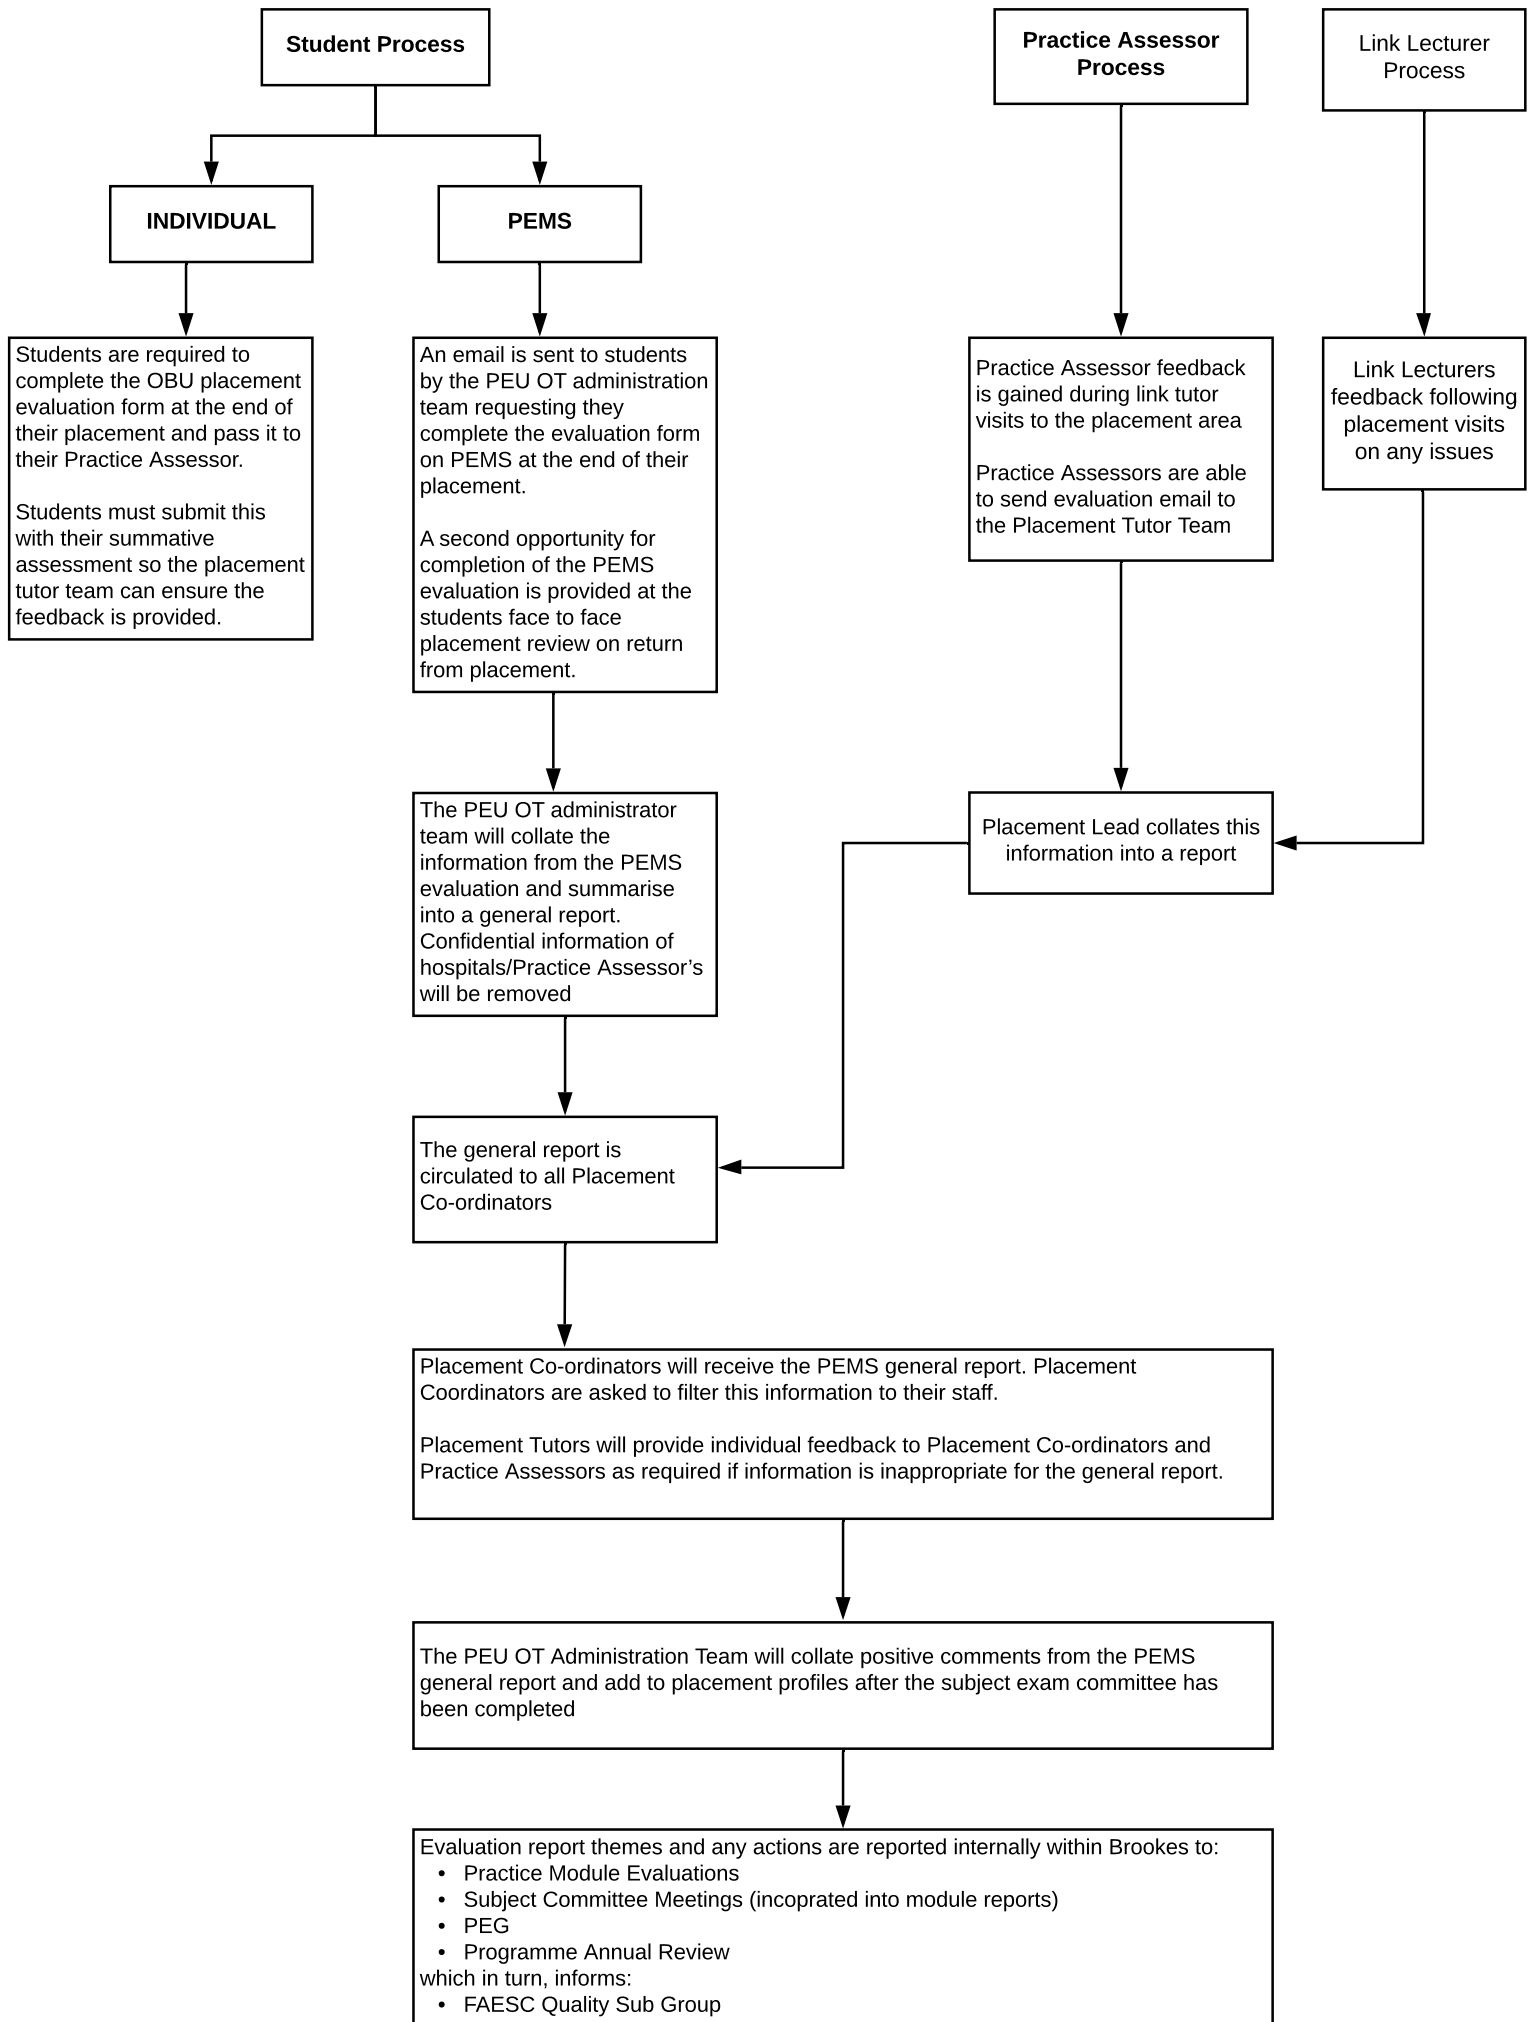 Student Process
Practice Assessor
Process
Link Lecturer
Process
INDIVIDUAL
PEMS
Students are required to
complete the OBU placement
evaluation form at the end of
their placement and pass it to
their Practice Assessor.
Students must submit this
with their summative
assessment so the placement
tutor team can ensure the
feedback is provided.
An email is sent to students
by the PEU OT administration
team requesting they
complete the evaluation form
on PEMS at the end of their
placement.
A second opportunity for
completion of the PEMS
evaluation is provided at the
students face to face
placement review on return
from placement.
Practice Assessor feedback
is gained during link tutor
visits to the placement area
Practice Assessors are able
to send evaluation email to
the Placement Tutor Team
Link Lecturers
feedback following
placement visits
on any issues
The PEU OT administrator
team will collate the
information from the PEMS
evaluation and summarise
into a general report.
Confidential information of
hospitals/Practice Assessor’s
will be removed
Placement Lead collates this
information into a report
The general report is
circulated to all Placement
Co-ordinators
Placement Co-ordinators will receive the PEMS general report. Placement
Coordinators are asked to filter this information to their staff.
Placement Tutors will provide individual feedback to Placement Co-ordinators and
Practice Assessors as required if information is inappropriate for the general report.
The PEU OT Administration Team will collate positive comments from the PEMS
general report and add to placement profiles after the subject exam committee has
been completed
Evaluation report themes and any actions are reported internally within Brookes to:
• Practice Module Evaluations
• Subject Committee Meetings (incoprated into module reports)
• PEG
• Programme Annual Review
which in turn, informs:
• FAESC Quality Sub Group